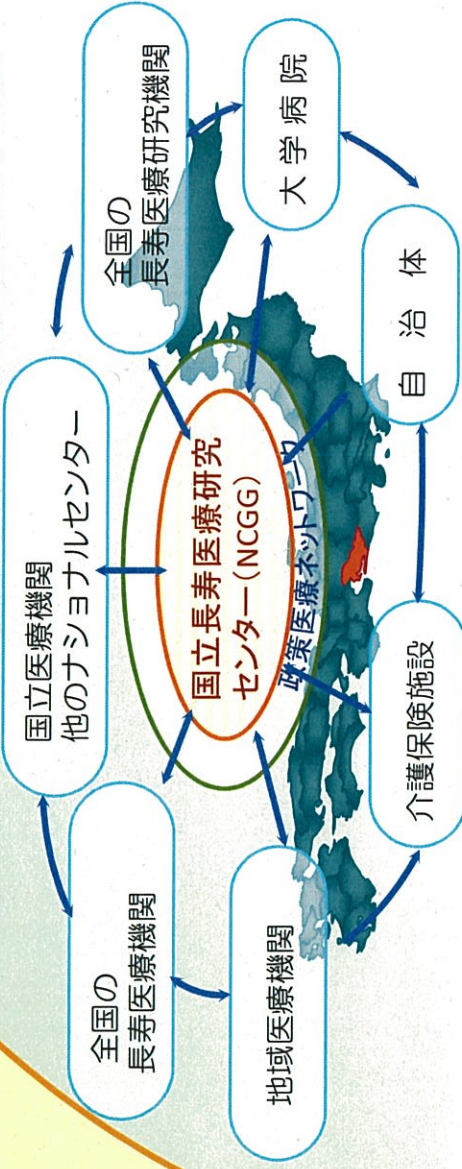 国立医療機関
他のナショナルセンター
全国の
長寿医療機関
全国の
長寿医療研究機関
国立長寿医療研究
センター(NCGG)
政策医療ネットワーク
地域医療機関
大学病院
介護保険施設
自治体